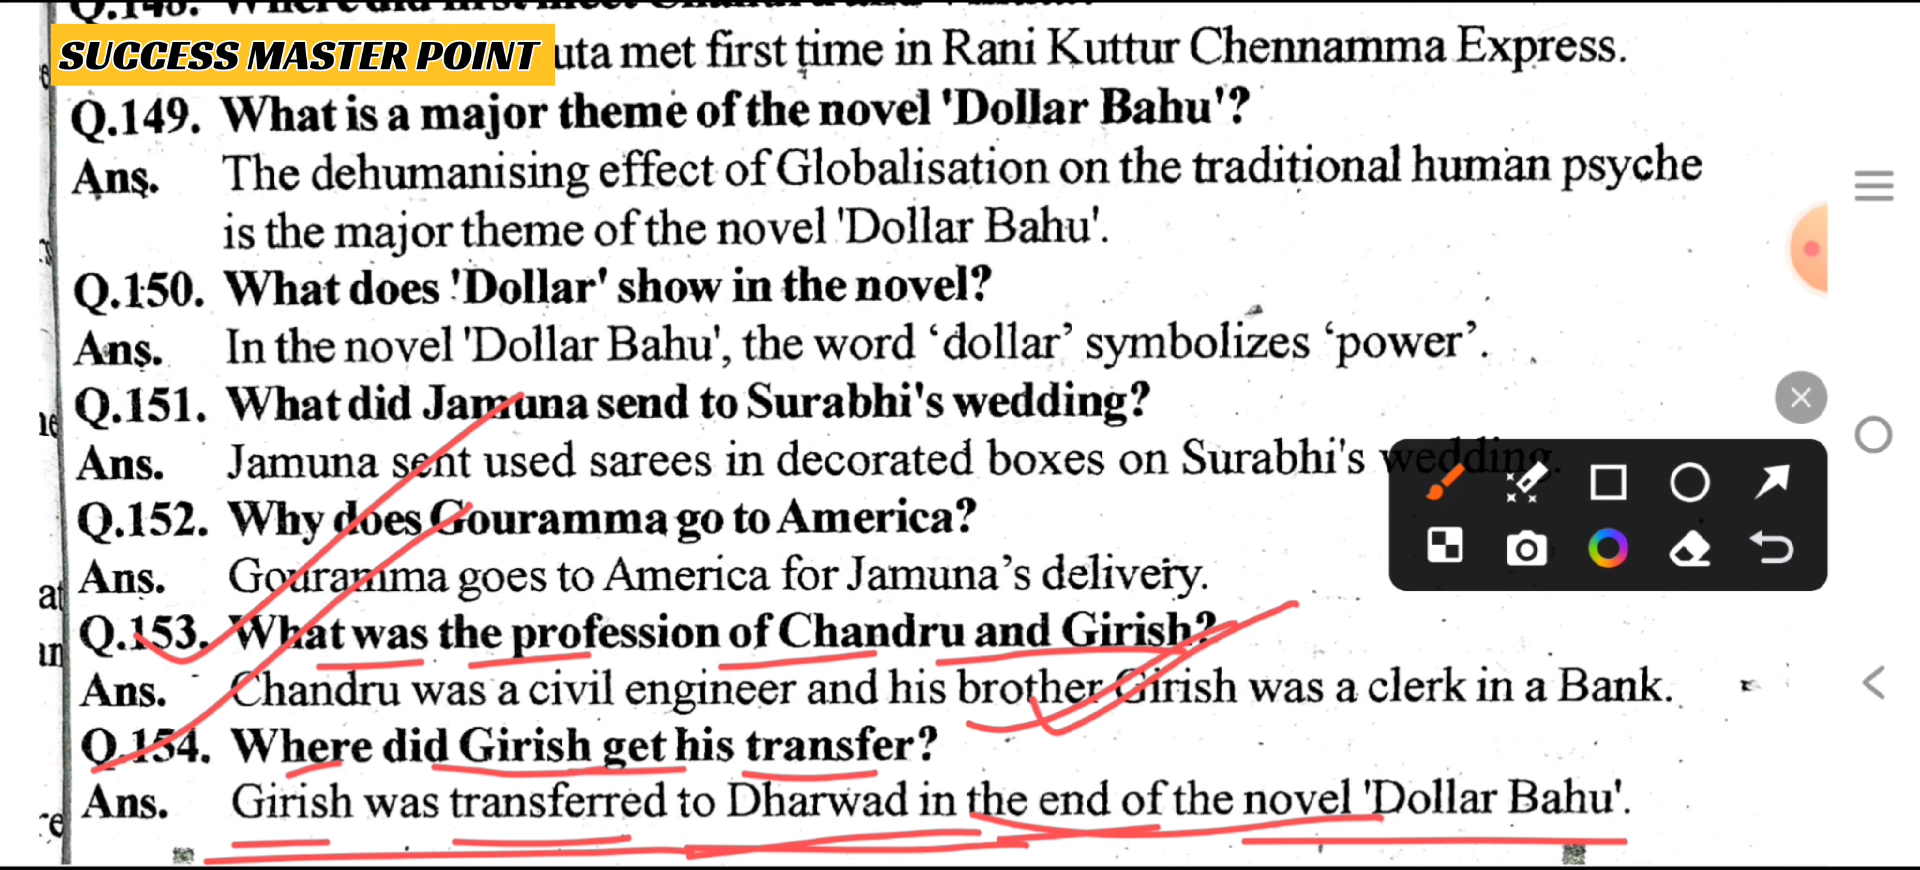 Q.148. Where did first meet Chandru and
SUCCESS MASTER POINT uta met first time in Rani Kuttur Chennamma Express.
Q.149. What is a major theme of the novel 'Dollar Bahu'?
Ans. The dehumanising effect of Globalisation on the traditional human psyche
is the major theme of the novel 'Dollar Bahu'.
Q.150. What does 'Dollar' show in the novel?
Ans. In the novel 'Dollar Bahu', the word ‘dollar’ symbolizes ‘power’.
Q.151. What did Jamuna send to Surabhi's wedding?
Ans. Jamuna sent used sarees in decorated boxes on Surabhi's wedding.
Q.152. Why does Gouramma go to America?
Ans. Gouramma goes to America for Jamuna’s delivery.
Q.153. What was the profession of Chandru and Girish?
Ans. Chandru was a civil engineer and his brother Girish was a clerk in a Bank.
Q.154. Where did Girish get his transfer?
Ans. Girish was transferred to Dharwad in the end of the novel 'Dollar Bahu'.